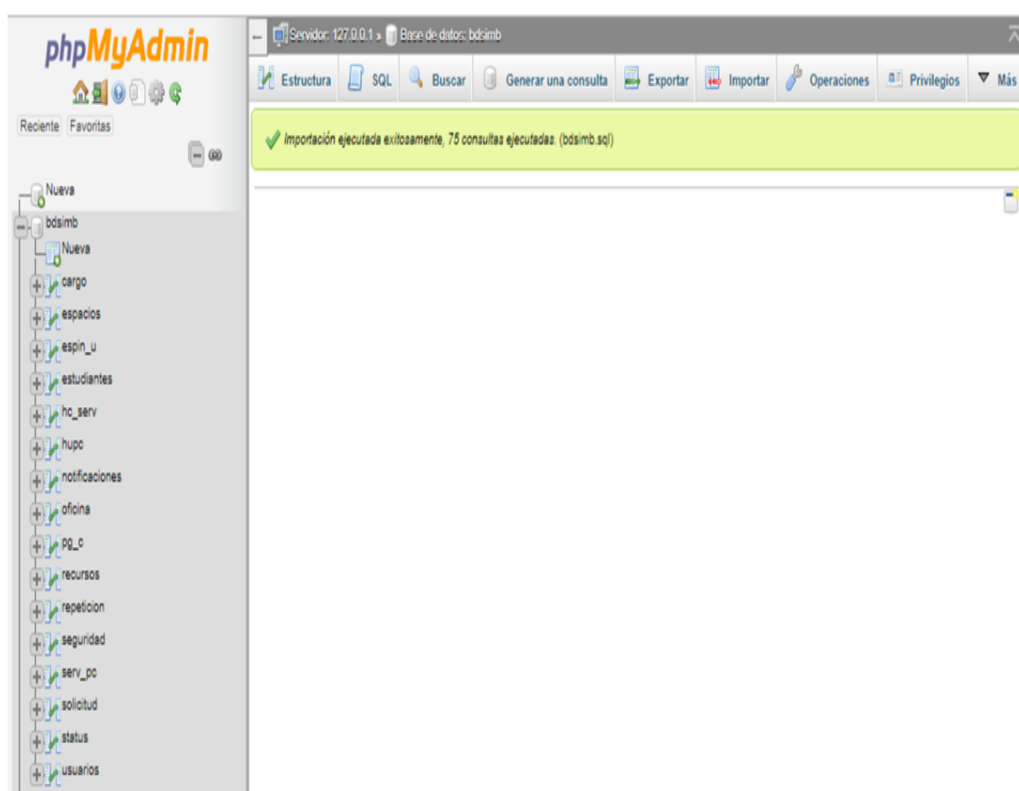 phpMyAdmin
Reciente Favoritas
Nueva
bdsimb
Nueva
cargo
espacios
espin_u
estudiantes
hc_serv
hupc
notificaciones
oficina
pg_c
recursos
repeticion
seguridad
serv_pc
solicitud
status
usuarios
Servidor: 127.0.0.1 » Base de datos: bdsimb
Estructura SQL Buscar Generar una consulta Exportar Importar Operaciones Privilegios Más
Importación ejecutada exitosamente, 75 consultas ejecutadas. (bdsimb.sql)